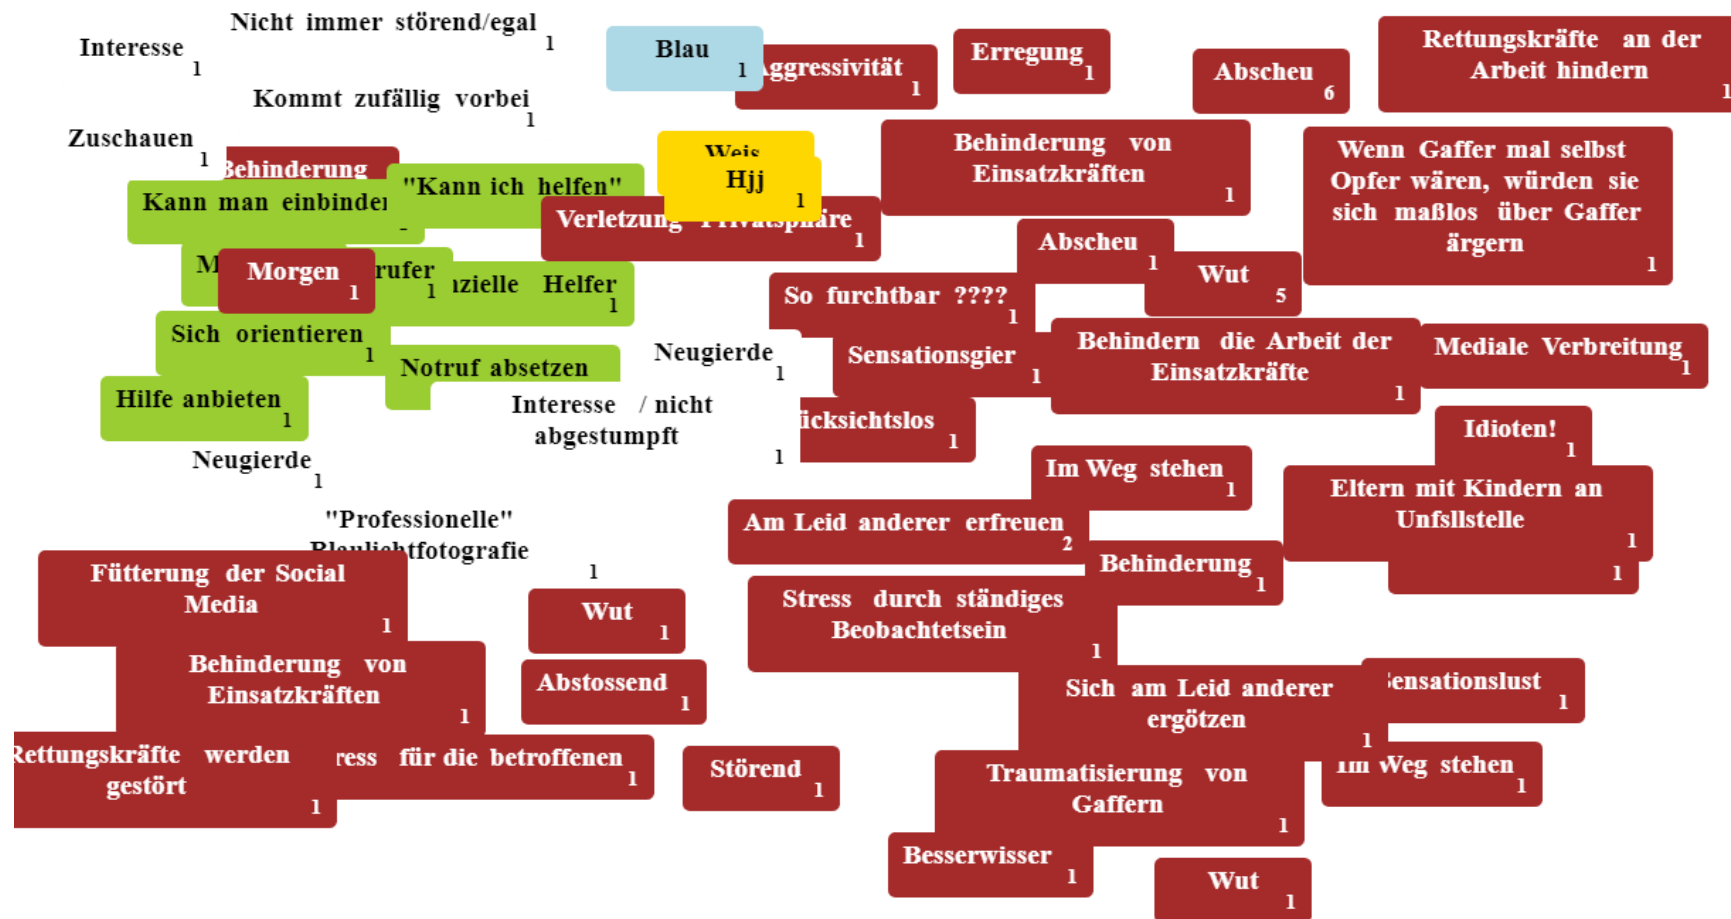 Nicht immer störend/egal
1
Interesse
1
Blau
1
Aggressivität
1
Erregung
1
Abscheu
6
Rettungskräfte an der
Arbeit hindern
1
Kommt zufällig vorbei
1
Zuschauen
1
Behinderung
Weis
Hjj
1
Behinderung von
Einsatzkräften
1
Wenn Gaffer mal selbst
Opfer wären, würden sie
sich maßlos über Gaffer
ärgern
1
"Kann ich helfen"
Kann man einbinden
Verletzung Privatsphäre
1
Abscheu
1
Wut
5
Morgen
1
rufer
1
nzielle Helfer
1
So furchtbar ????
1
Sich orientieren
1
Neugierde
1
Sensationsgier
1
Behindern die Arbeit der
Einsatzkräfte
1
Mediale Verbreitung
1
Notruf absetzen
Hilfe anbieten
1
Interesse / nicht
abgestumpft
1
ücksichtslos
1
Idioten!
1
Neugierde
1
Im Weg stehen
1
Eltern mit Kindern an
Unfsllstelle
1
1
"Professionelle"
Blaulichtfotografie
1
Am Leid anderer erfreuen
2
Behinderung
1
Fütterung der Social
Media
1
Wut
1
Stress durch ständiges
Beobachtetsein
1
Behinderung von
Einsatzkräften
1
Abstossend
1
Sich am Leid anderer
ergötzen
1
Sensationslust
1
Rettungskräfte werden
gestört
1
ress für die betroffenen
1
Störend
1
Traumatisierung von
Gaffern
1
Im Weg stehen
1
Besserwisser
1
Wut
1